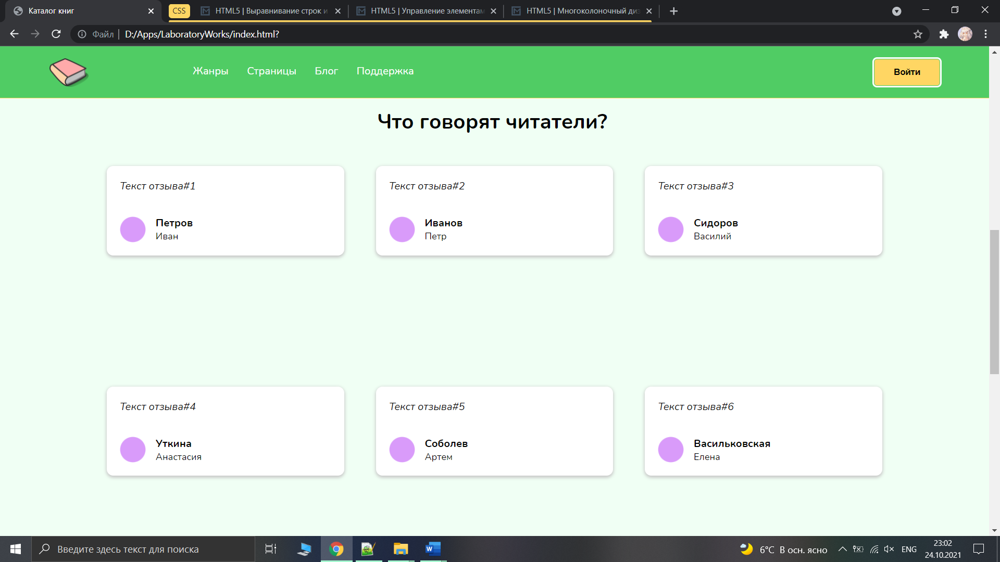 Каталог книг
CSS
HTML5 | Выравнивание строк и
HTML5 | Управление элементам
HTML5 | Многоколоночный диз
Файл
D:/Apps/LaboratoryWorks/index.html?
Жанры
Страницы
Блог
Поддержка
Войти
Что говорят читатели?
Текст отзыва#1
Петров
Иван
Текст отзыва#2
Иванов
Петр
Текст отзыва#3
Сидоров
Василий
Текст отзыва#4
Уткина
Анастасия
Текст отзыва#5
Соболев
Артем
Текст отзыва#6
Васильковская
Елена
Введите здесь текст для поиска
6°C В осн. ясно
ENG
23:02
24.10.2021